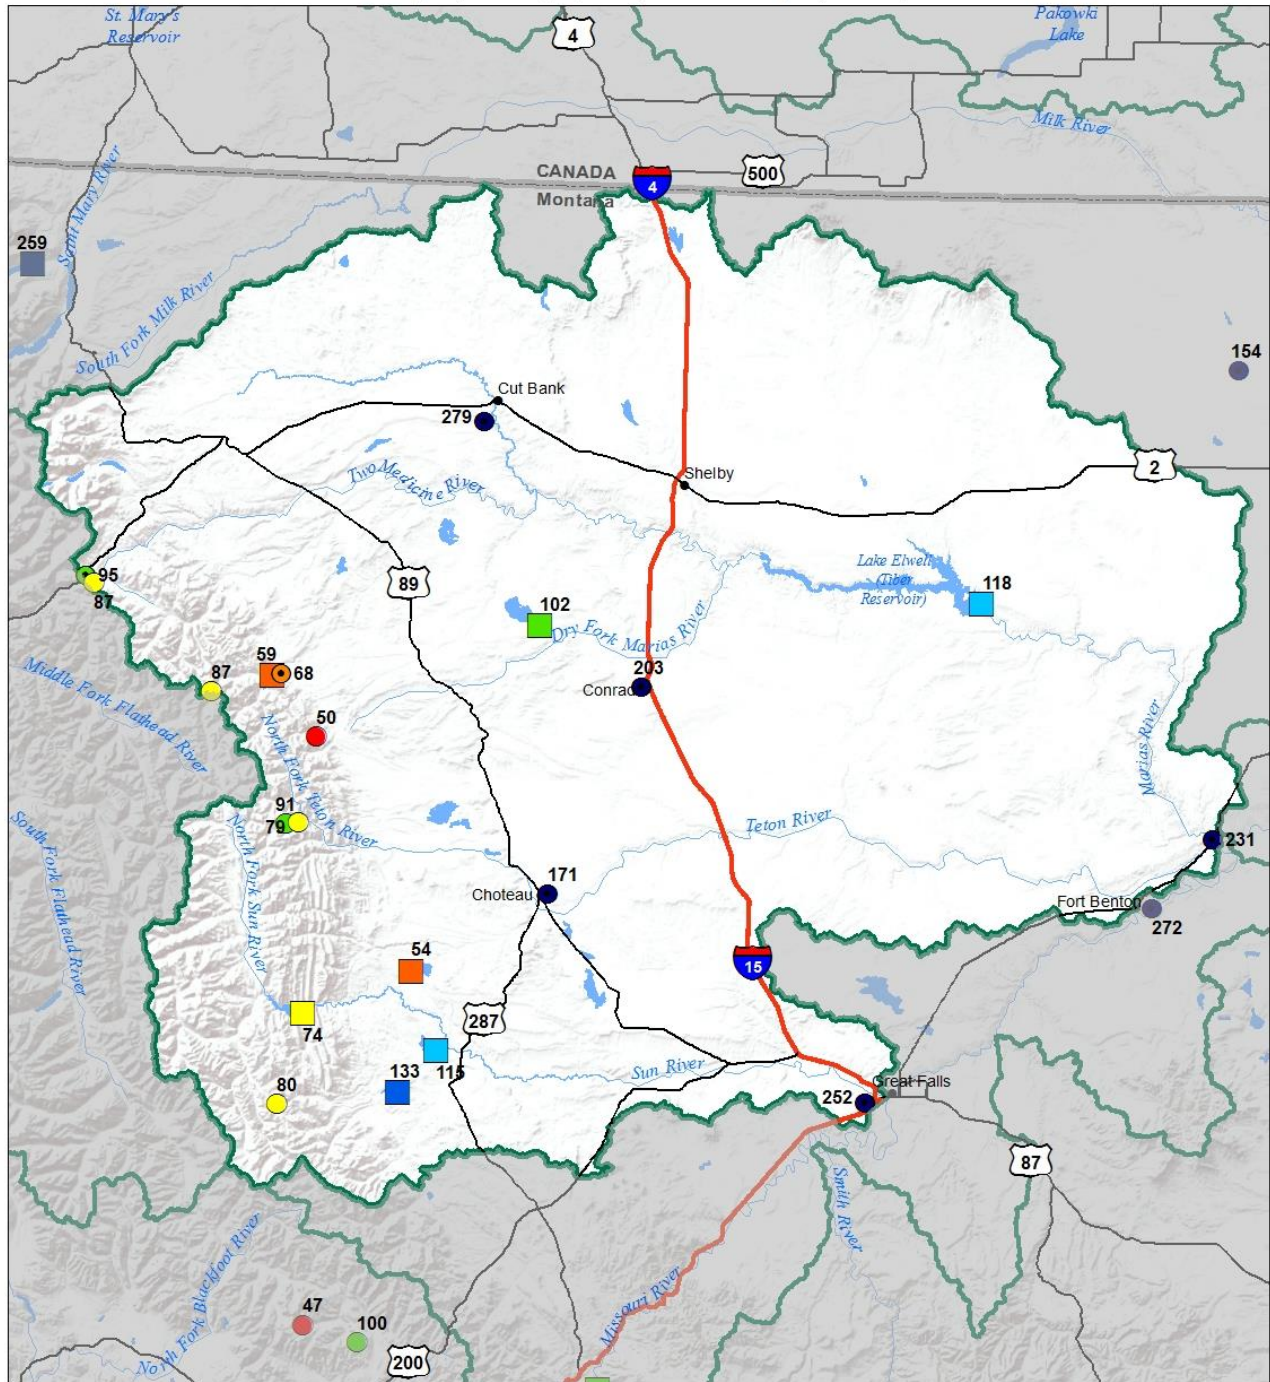 St. Mary's
Reservoir
4
Pakowki
Lake
Milk River
CANADA
Montana
4
500
Saint Mary River
259
South Fork Milk River
154
Cut Bank
279
Two Medicine River
Shelby
2
89
95
87
Lake Elwell
(Tiber
Reservoir)
118
102
Dry Fork Marias River
59
68
87
203
Conrad
Middle Fork Flathead River
50
North Fork Teton River
Marias River
91
79
Teton River
231
South Fork Flathead River
North Fork Sun River
171
Choteau
Fort Benton
272
54
15
74
287
115
133
Sun River
80
Great Falls
252
87
Smith River
North Fork Blackfoot River
Missouri River
47
100
200